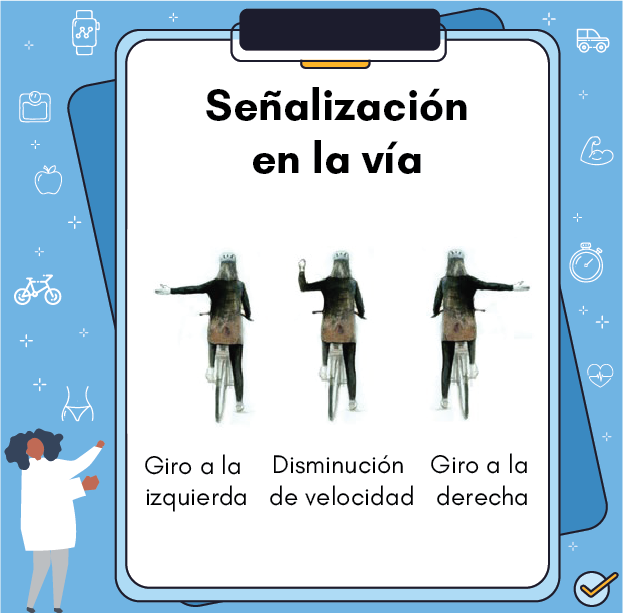 Señalización
en la vía
Giro a la
izquierda
Disminución
de velocidad
Giro a la
derecha